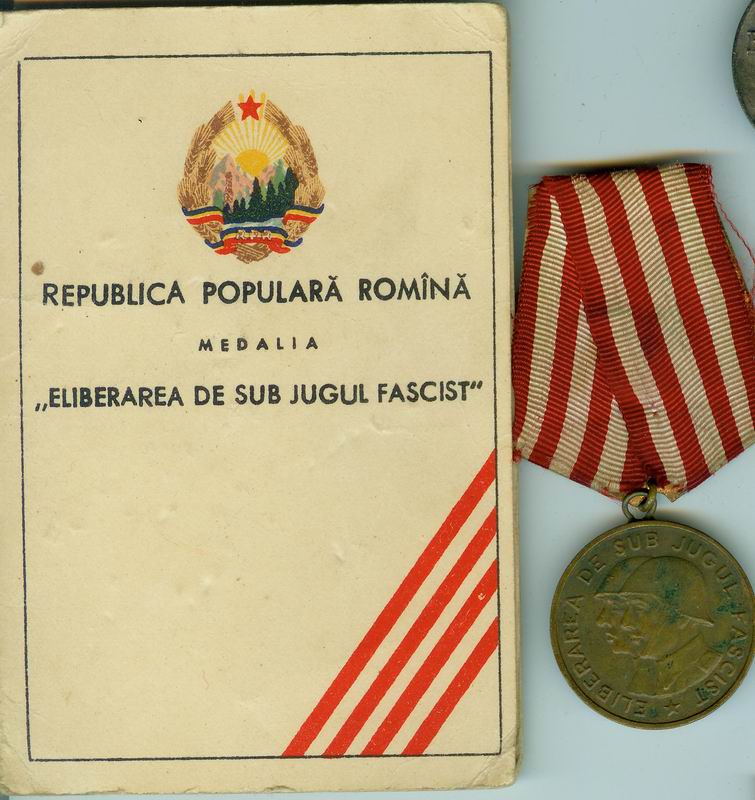 R.P.R.
REPUBLICA POPULARĂ ROMÎNĂ
MEDALIA
„ELIBERAREA DE SUB JUGUL FASCIST“
ELIBERAREA DE SUB JUGUL FASCIST